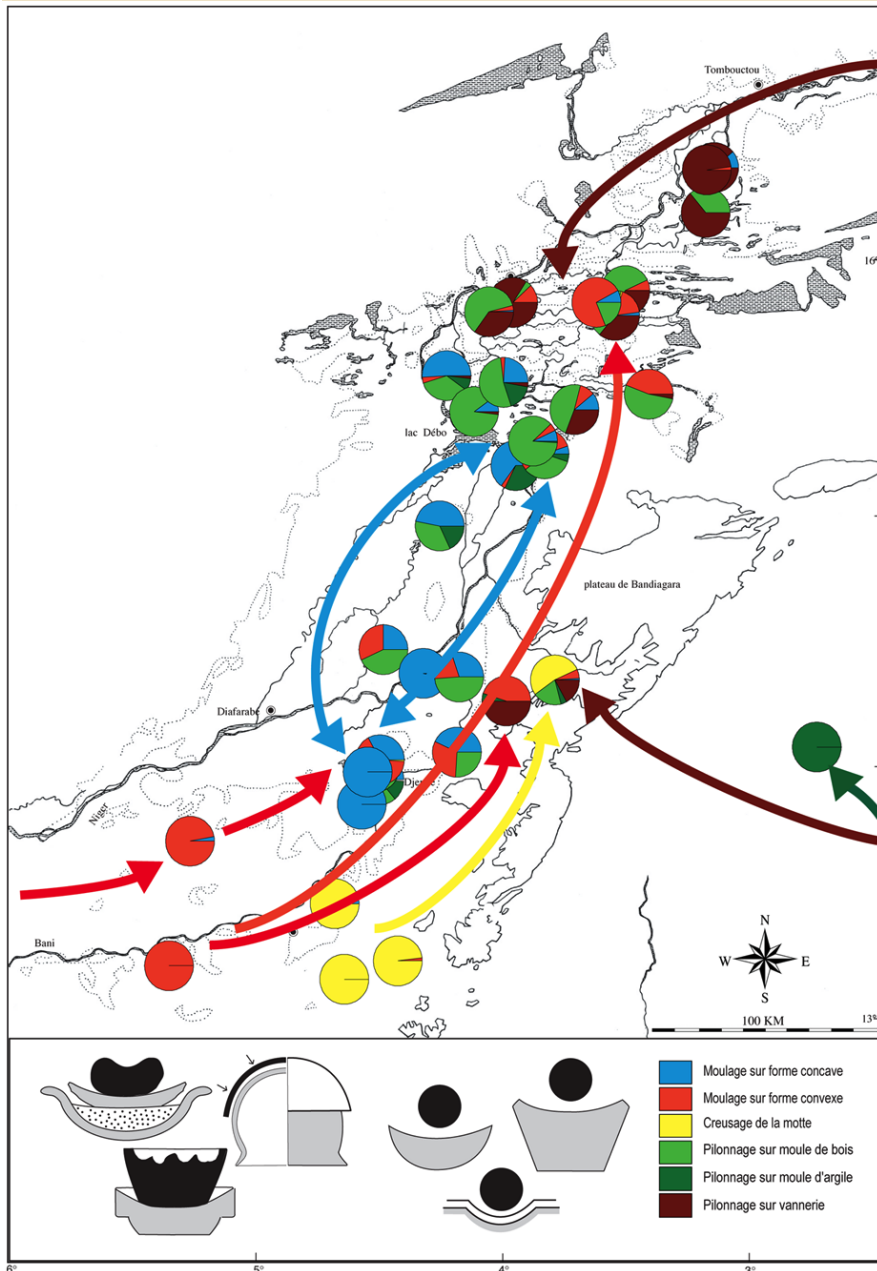 Tombouctou
16°
lac Débo
plateau de Bandiagara
Diafarabé
Niger
Bani
N
W E
S
100 KM
13°
Moulage sur forme concave
Moulage sur forme convexe
Creusage de la motte
Pilonnage sur moule de bois
Pilonnage sur moule d'argile
Pilonnage sur vannerie
6° 5° 4° 3°